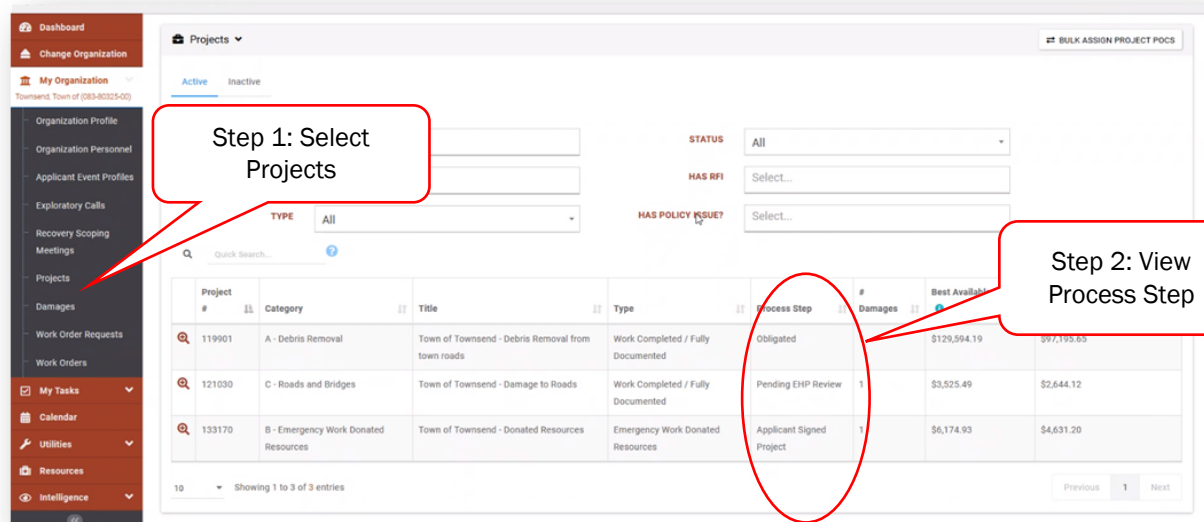 Dashboard
Change Organization
My Organization
Townsend, Town of (083-80325-00)
Organization Profile
Organization Personnel
Applicant Event Profiles
Exploratory Calls
Recovery Scoping
Meetings
Projects
Damages
Work Order Requests
Work Orders
My Tasks
Calendar
Utilities
Resources
Intelligence
Projects
BULK ASSIGN PROJECT POCS
Active Inactive
Step 1: Select
Projects
STATUS All
HAS RFI Select...
TYPE All
HAS POLICY ISSUE? Select...
Quick Search...
Step 2: View
Process Step
Project
# Category Title Type Process Step
#
Damages
Best Available
119901 A - Debris Removal Town of Townsend - Debris Removal from Work Completed / Fully Obligated $129,594.19 $97,195.65
town roads Documented
121030 C - Roads and Bridges Town of Townsend - Damage to Roads Work Completed / Fully Pending EHP Review 1 $3,525.49 $2,644.12
Documented
133170 B - Emergency Work Donated Town of Townsend - Donated Resources Emergency Work Donated Applicant Signed 1 $6,174.93 $4,631.20
Resources Resources Project
10 Showing 1 to 3 of 3 entries
Previous 1 Next